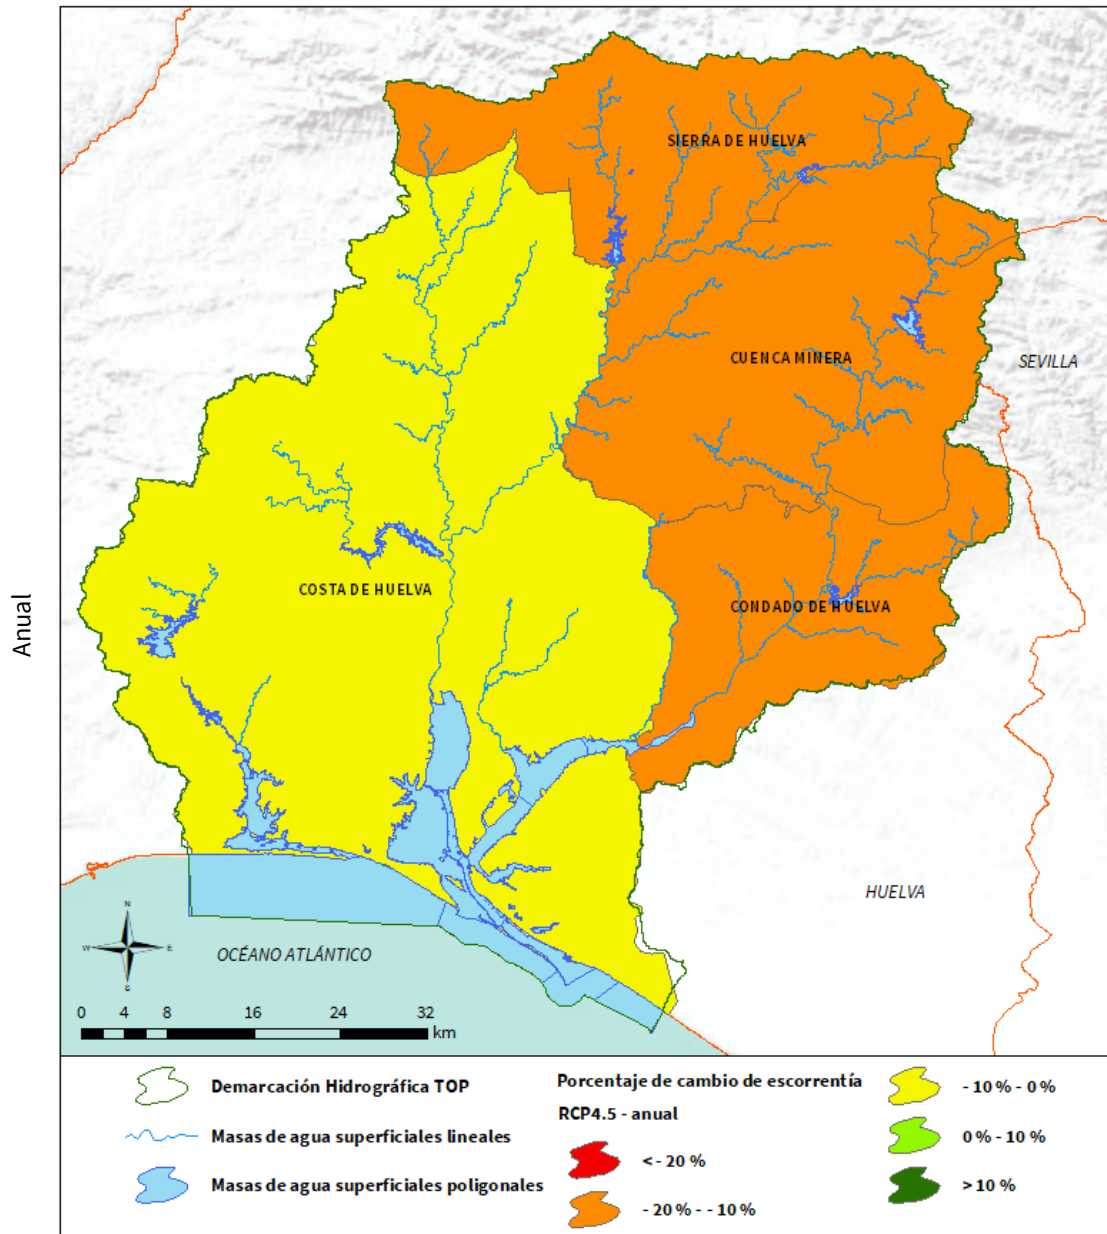 Anual
SIERRA DE HUELVA
CUENCA MINERA
SEVILLA
COSTA DE HUELVA
CONDADO DE HUELVA
HUELVA
OCÉANO ATLÁNTICO
N
W E
S
0 4 8 16 24 32
km
Demarcación Hidrográfica TOP
Masas de agua superficiales lineales
Masas de agua superficiales poligonales
Porcentaje de cambio de escorrentía
RCP4.5 - anual
< - 20 %
- 20 % - - 10 %
- 10 % - 0 %
0 % - 10 %
> 10 %